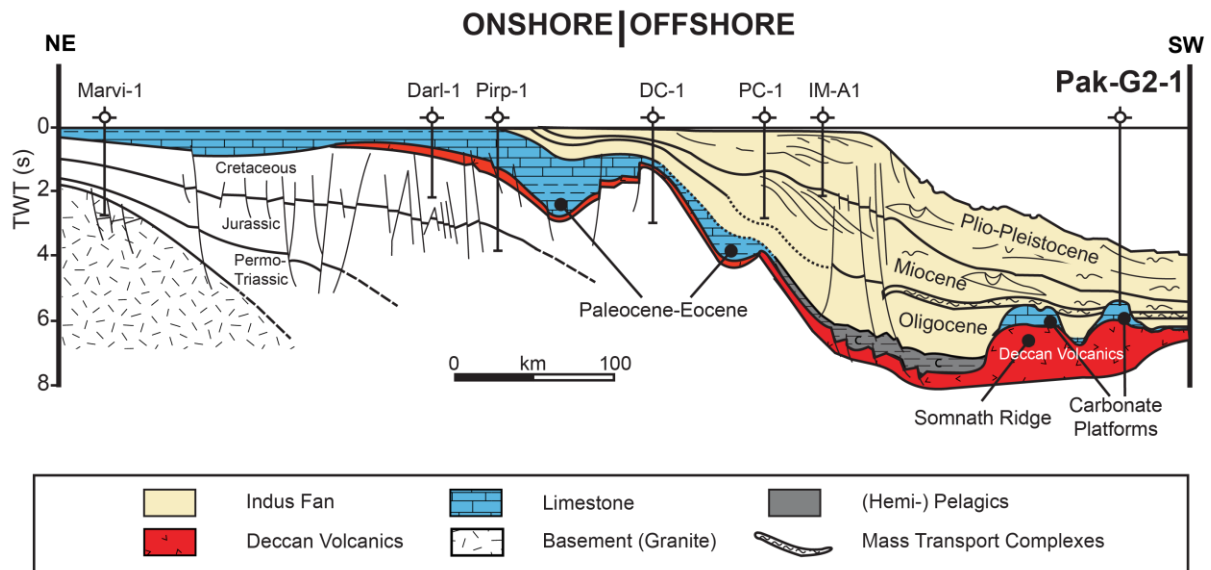 ONSHORE | OFFSHORE
NE
SW
Marvi-1
Darl-1
Pirp-1
DC-1
PC-1
IM-A1
Pak-G2-1
TWT (s)
0
2
4
6
8
Cretaceous
Jurassic
Permo-
Triassic
Paleocene-Eocene
Plio-Pleistocene
Miocene
Oligocene
Deccan Volcanics
c
c
0 km 100
Somnath Ridge
Carbonate
Platforms
Indus Fan
Limestone
(Hemi-) Pelagics
Deccan Volcanics
Basement (Granite)
Mass Transport Complexes